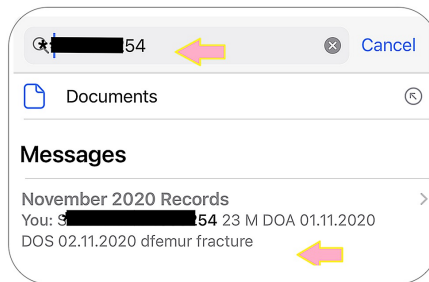 54 Cancel
Documents
Messages
November 2020 Records
You: S 54 23 M DOA 01.11.2020
DOS 02.11.2020 dfemur fracture